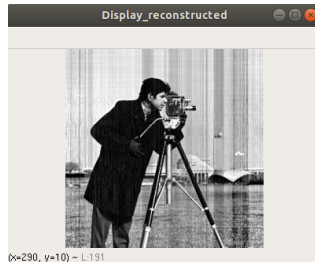 Display_reconstructed
(x=290, y=10) ~ L:191